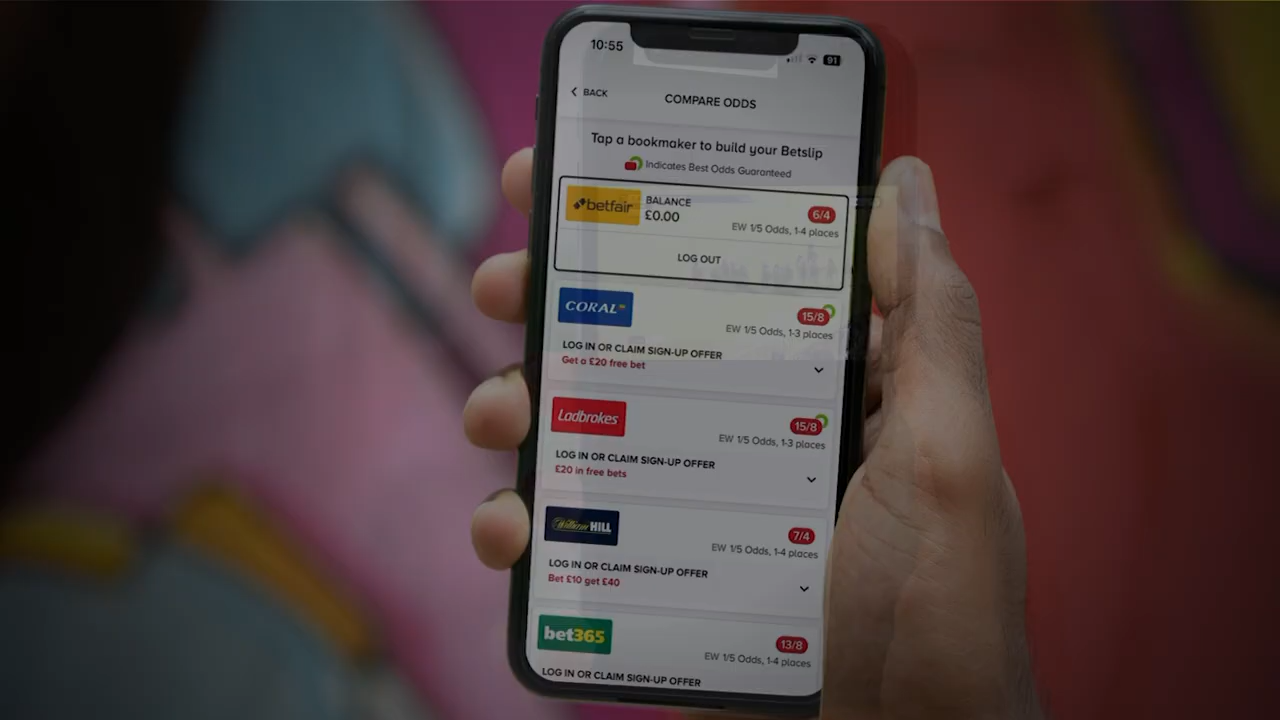 10:55
91
BACK
COMPARE ODDS
Tap a bookmaker to build your Betslip
Indicates Best Odds Guaranteed
betfair
BALANCE
£0.00
6/4
EW 1/5 Odds, 1-4 places
LOG OUT
CORAL
15/8
EW 1/5 Odds, 1-3 places
LOG IN OR CLAIM SIGN-UP OFFER
Get a £20 free bet
Ladbrokes
15/8
EW 1/5 Odds, 1-3 places
LOG IN OR CLAIM SIGN-UP OFFER
£20 in free bets
William HILL
7/4
EW 1/5 Odds, 1-4 places
LOG IN OR CLAIM SIGN-UP OFFER
Bet £10 get £40
bet365
13/8
EW 1/5 Odds, 1-4 places
LOG IN OR CLAIM SIGN-UP OFFER